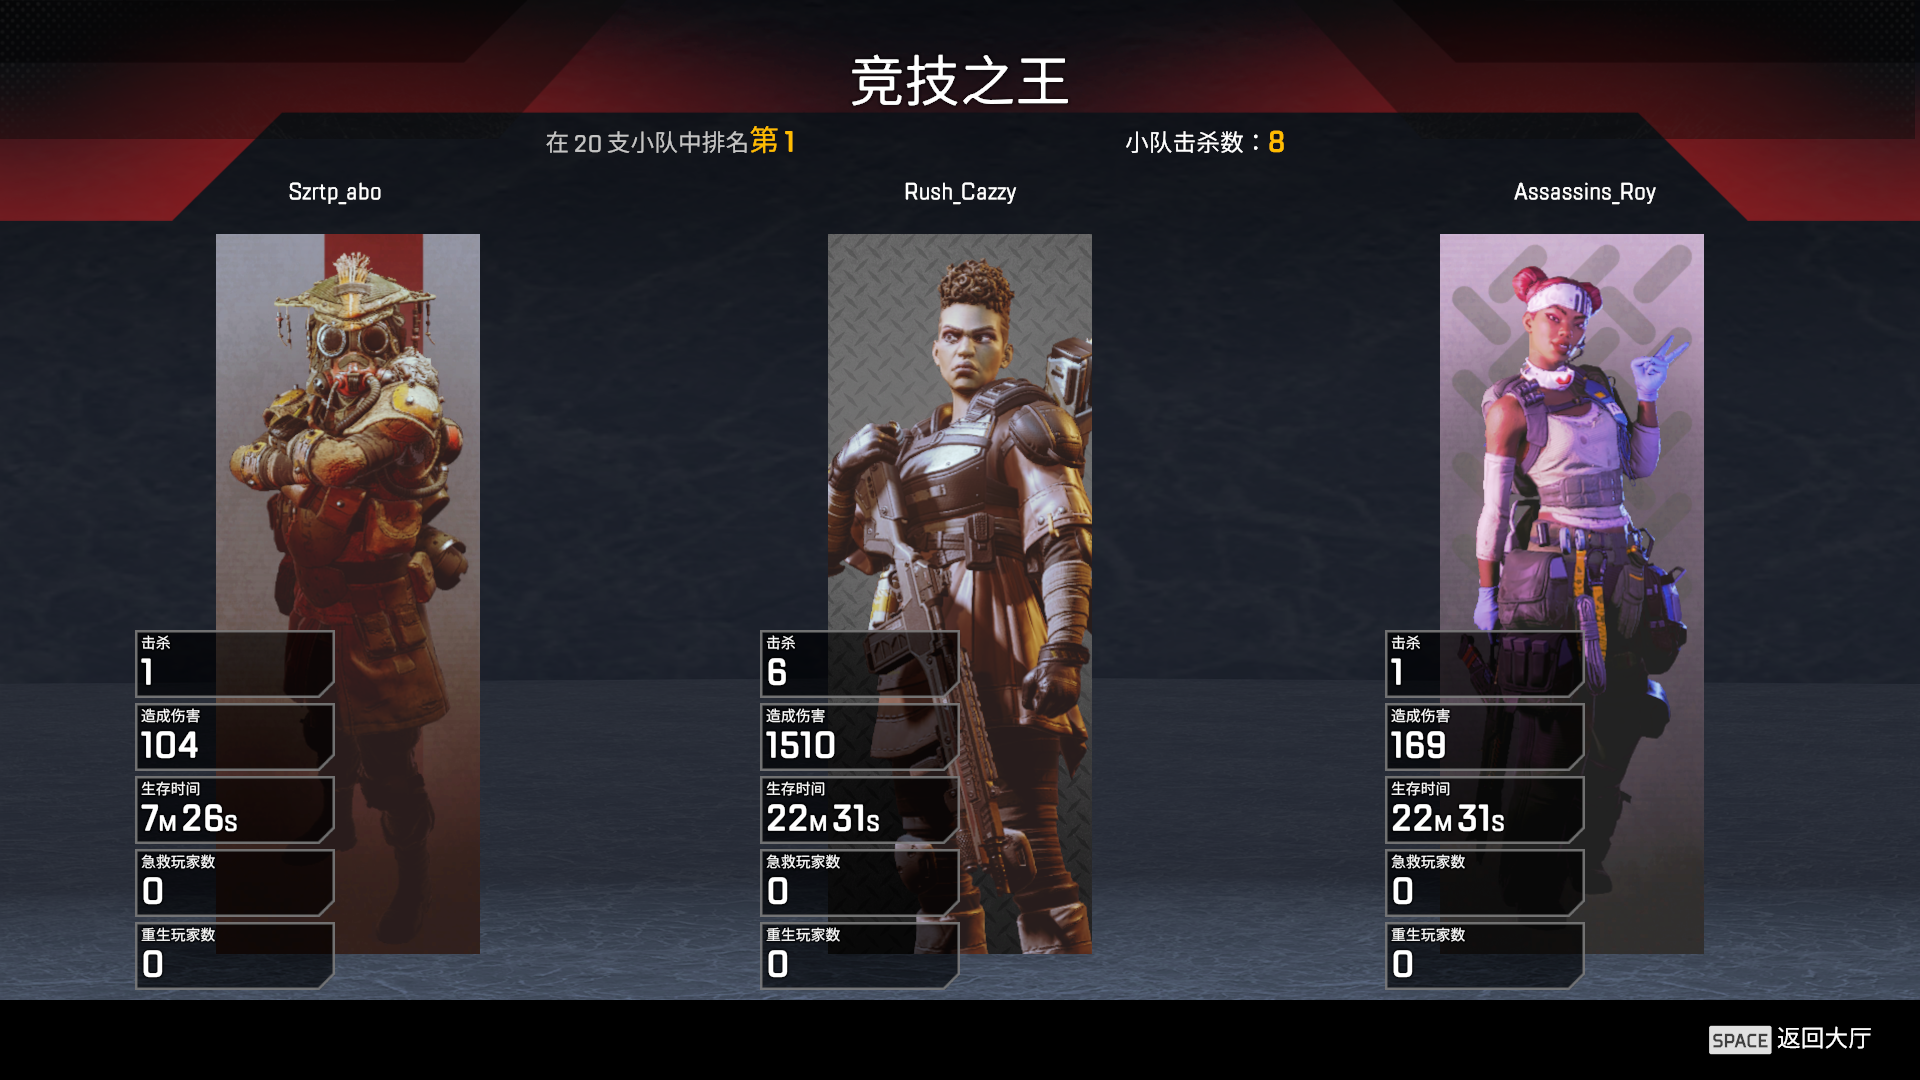 竞技之王
在 20 支小队中排名第 1
小队击杀数：8
Szrtp_abo
Rush_Cazzy
Assassins_Roy
击杀
1
造成伤害
104
生存时间
7M 26S
急救玩家数
0
重生玩家数
0
击杀
6
造成伤害
1510
生存时间
22M 31S
急救玩家数
0
重生玩家数
0
击杀
1
造成伤害
169
生存时间
22M 31S
急救玩家数
0
重生玩家数
0
SPACE 返回大厅